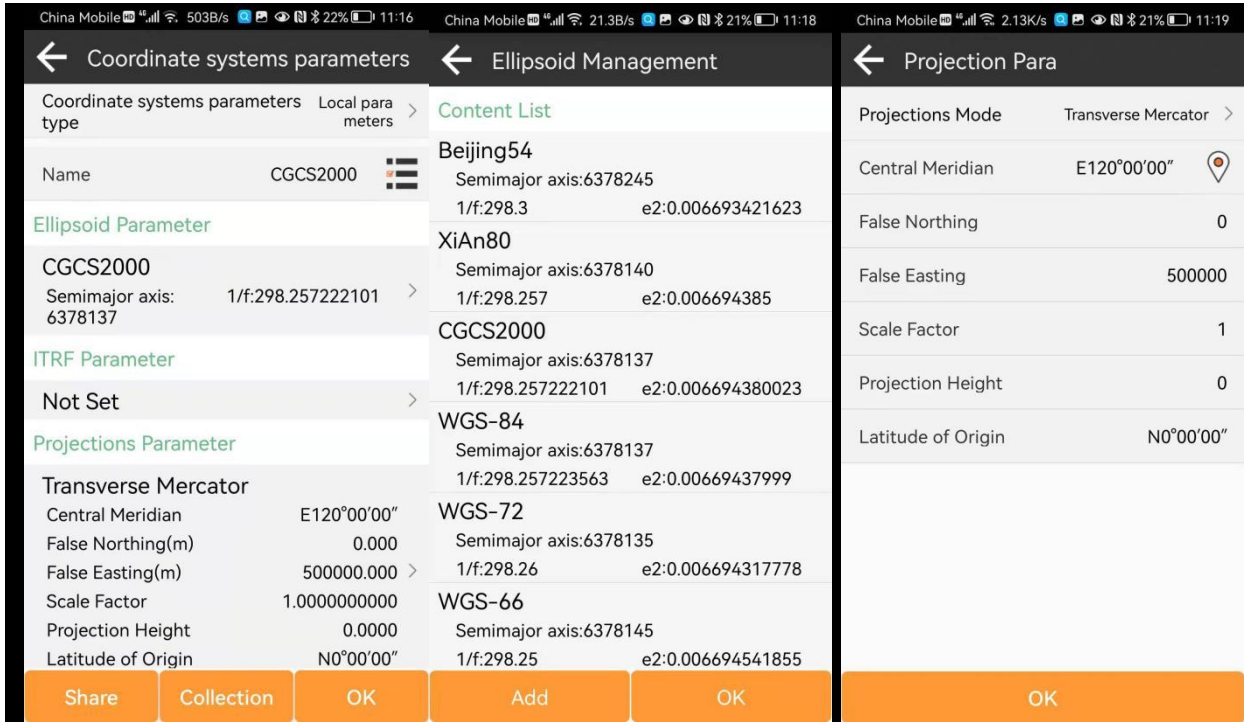 China Mobile HD 4G 503B/s 22% 11:16
Coordinate systems parameters
Coordinate systems parameters type Local para meters
Name CGCS2000
Ellipsoid Parameter
CGCS2000
Semimajor axis: 6378137 1/f:298.257222101
ITRF Parameter
Not Set
Projections Parameter
Transverse Mercator
Central Meridian E120°00′00″
False Northing(m) 0.000
False Easting(m) 500000.000
Scale Factor 1.0000000000
Projection Height 0.0000
Latitude of Origin N0°00′00″
Share Collection OK
China Mobile HD 4G 21.3B/s 21% 11:18
Ellipsoid Management
Content List
Beijing54
Semimajor axis:6378245
1/f:298.3 e2:0.006693421623
XiAn80
Semimajor axis:6378140
1/f:298.257 e2:0.006694385
CGCS2000
Semimajor axis:6378137
1/f:298.257222101 e2:0.006694380023
WGS-84
Semimajor axis:6378137
1/f:298.257223563 e2:0.00669437999
WGS-72
Semimajor axis:6378135
1/f:298.26 e2:0.006694317778
WGS-66
Semimajor axis:6378145
1/f:298.25 e2:0.006694541855
Add OK
China Mobile HD 4G 2.13K/s 21% 11:19
Projection Para
Projections Mode Transverse Mercator
Central Meridian E120°00′00″
False Northing 0
False Easting 500000
Scale Factor 1
Projection Height 0
Latitude of Origin N0°00′00″
OK